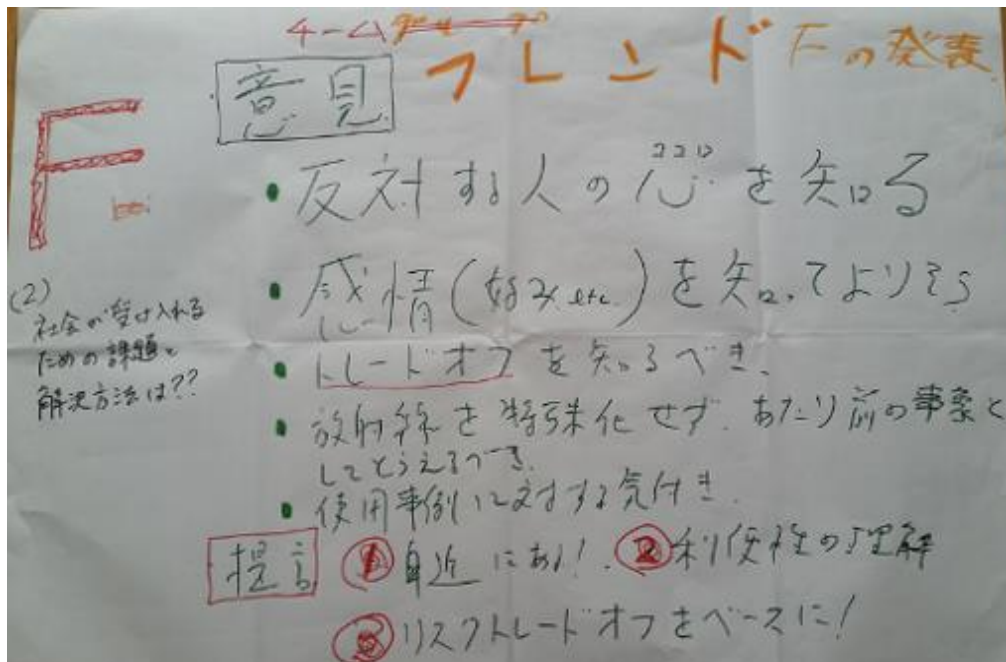 チームグループ
フレンド Fの発表
F
意見
・反対する人の心を知る
ココロ
・感情(好み etc.)を知ってよりそう
(2)
社会が受け入れる
ための課題と
解決方法は??
・トレードオフを知るべき.
・放射線を特殊化せず.あたり前の事象と
してとらえるべき.
・使用事例に対する気付き.
提言 ①身近にあり!. ②利便性の理解
③リスクトレードオフをベースに!